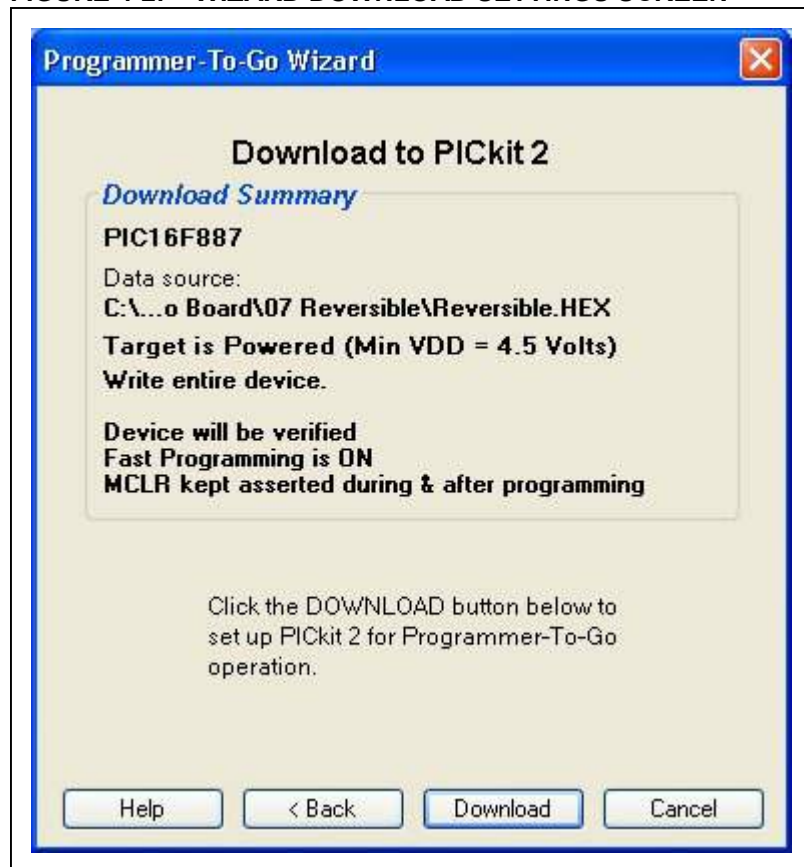 Programmer-To-Go Wizard
Download to PICkit 2
Download Summary
PIC16F887
Data source:
C:\...o Board\07 Reversible\Reversible.HEX
Target is Powered (Min VDD = 4.5 Volts)
Write entire device.
Device will be verified
Fast Programming is ON
MCLR kept asserted during & after programming
Click the DOWNLOAD button below to
set up PICkit 2 for Programmer-To-Go
operation.
Help < Back Download Cancel